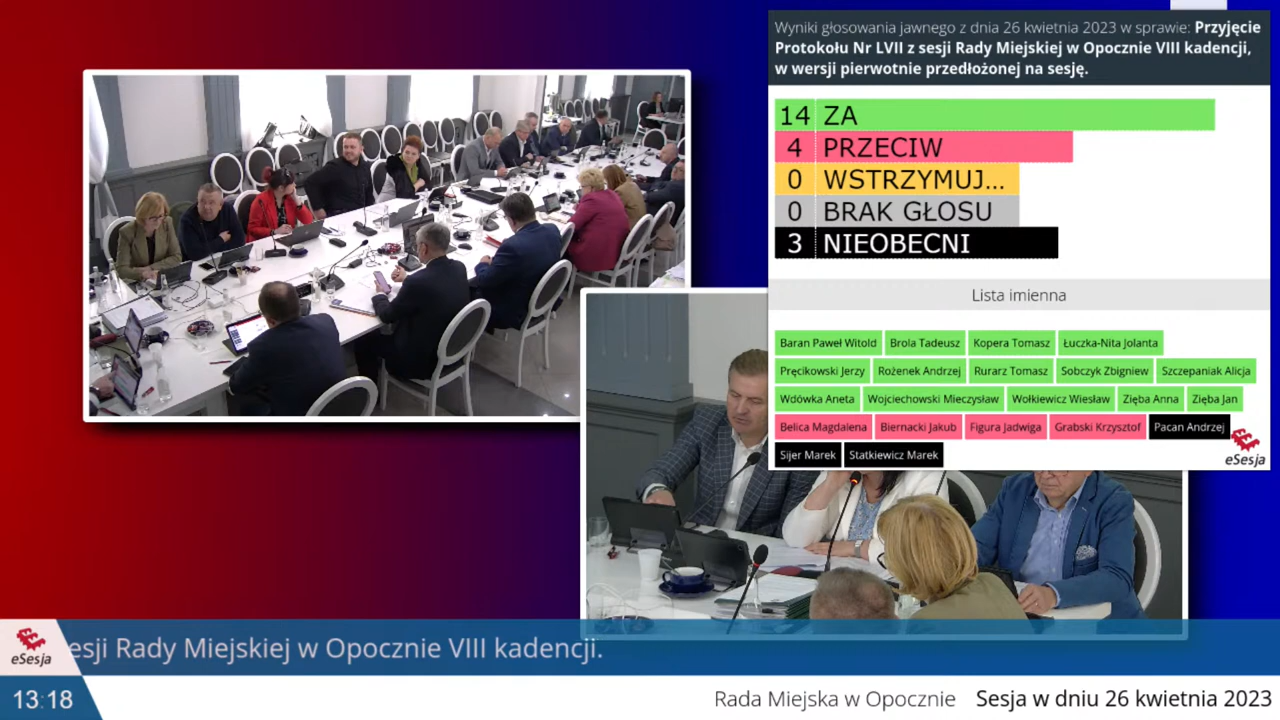 Wyniki głosowania jawnego z dnia 26 kwietnia 2023 w sprawie: Przyjęcie
Protokołu Nr LVII z sesji Rady Miejskiej w Opocznie VIII kadencji,
w wersji pierwotnie przedłożonej na sesję.
14 ZA
4 PRZECIW
0 WSTRZYMUJ...
0 BRAK GŁOSU
3 NIEOBECNI
Lista imienna
Baran Paweł Witold Brola Tadeusz Kopera Tomasz Łuczka-Nita Jolanta
Pręcikowski Jerzy Rożenek Andrzej Rurarz Tomasz Sobczyk Zbigniew Szczepaniak Alicja
Wdówka Aneta Wojciechowski Mieczysław Wołkiewicz Wiesław Zięba Anna Zięba Jan
Belica Magdalena Biernacki Jakub Figura Jadwiga Grabski Krzysztof Pacan Andrzej
Sijer Marek Statkiewicz Marek
eSesja
esji Rady Miejskiej w Opocznie VIII kadencji.
eSesja
13:18
Rada Miejska w Opocznie Sesja w dniu 26 kwietnia 2023